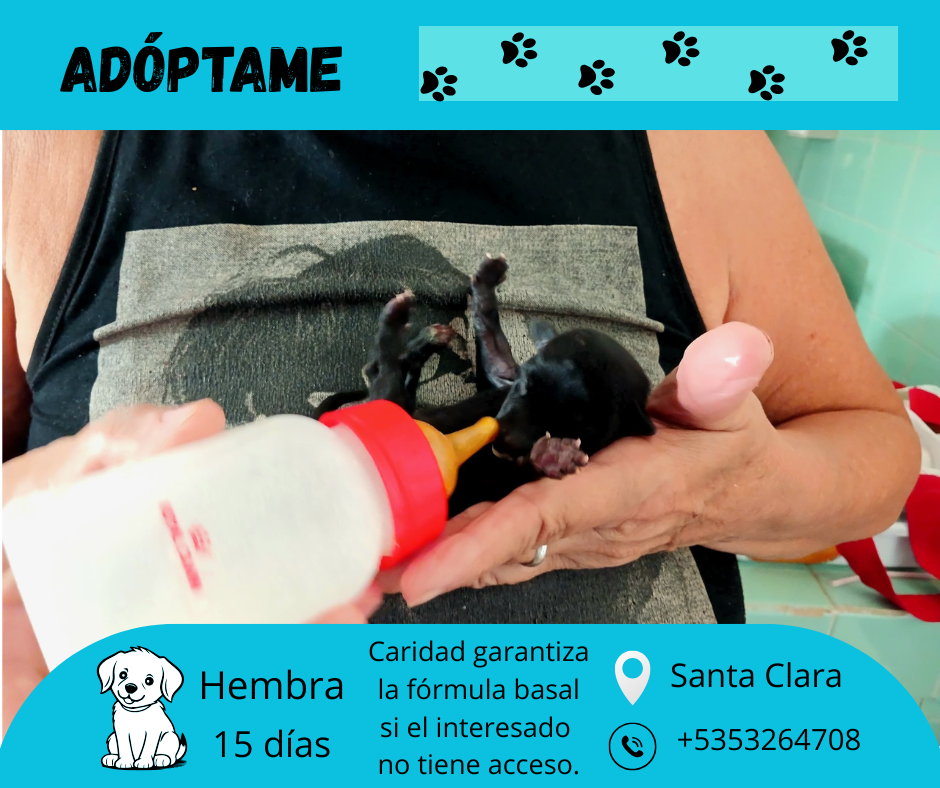 ADÓPTAME
Hembra
15 días
Caridad garantiza
la fórmula basal
si el interesado
no tiene acceso.
Santa Clara
+5353264708